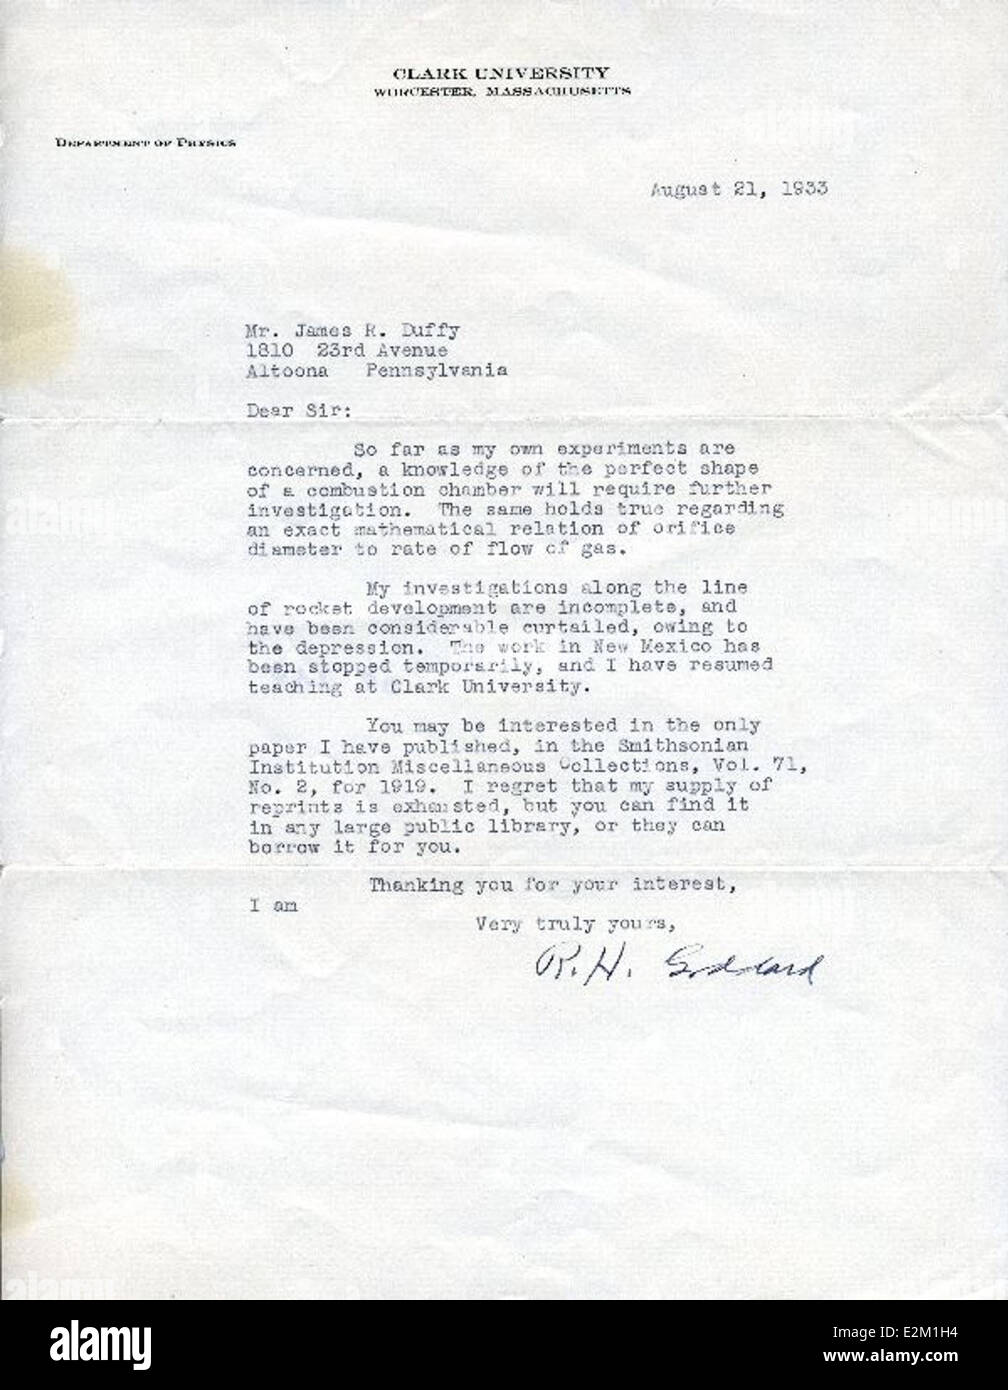 CLARK UNIVERSITY
WORCESTER, MASSACHUSETTS
DEPARTMENT OF PHYSICS
August 21, 1933
Mr. James R. Duffy
1810 23rd Avenue
Altoona Pennsylvania
Dear Sir:
So far as my own experiments are
concerned, a knowledge of the perfect shape
of a combustion chamber will require further
investigation. The same holds true regarding
an exact mathematical relation of orifice
diameter to rate of flow of gas.
My investigations along the line
of rocket development are incomplete, and
have been considerable curtailed, owing to
the depression. The work in New Mexico has
been stopped temporarily, and I have resumed
teaching at Clark University.
You may be interested in the only
paper I have published, in the Smithsonian
Institution Miscellaneous Collections, Vol. 71,
No. 2, for 1919. I regret that my supply of
reprints is exhausted, but you can find it
in any large public library, or they can
borrow it for you.
Thanking you for your interest,
I am
Very truly yours,
R. H. Goddard
alamy
Image ID: E2M1H4
www.alamy.com